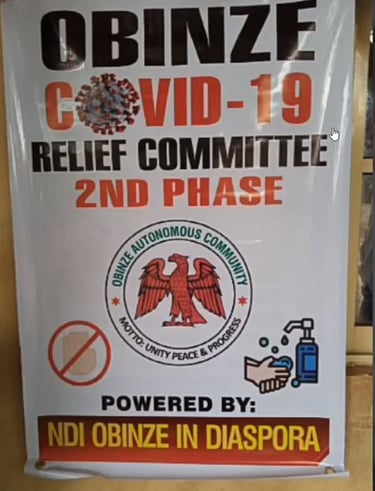 OBINZE
COVID-19
RELIEF COMMITTEE
2ND PHASE
OBINZE AUTONOMOUS COMMUNITY
MOTTO: UNITY PEACE & PROGRESS
POWERED BY:
NDI OBINZE IN DIASPORA